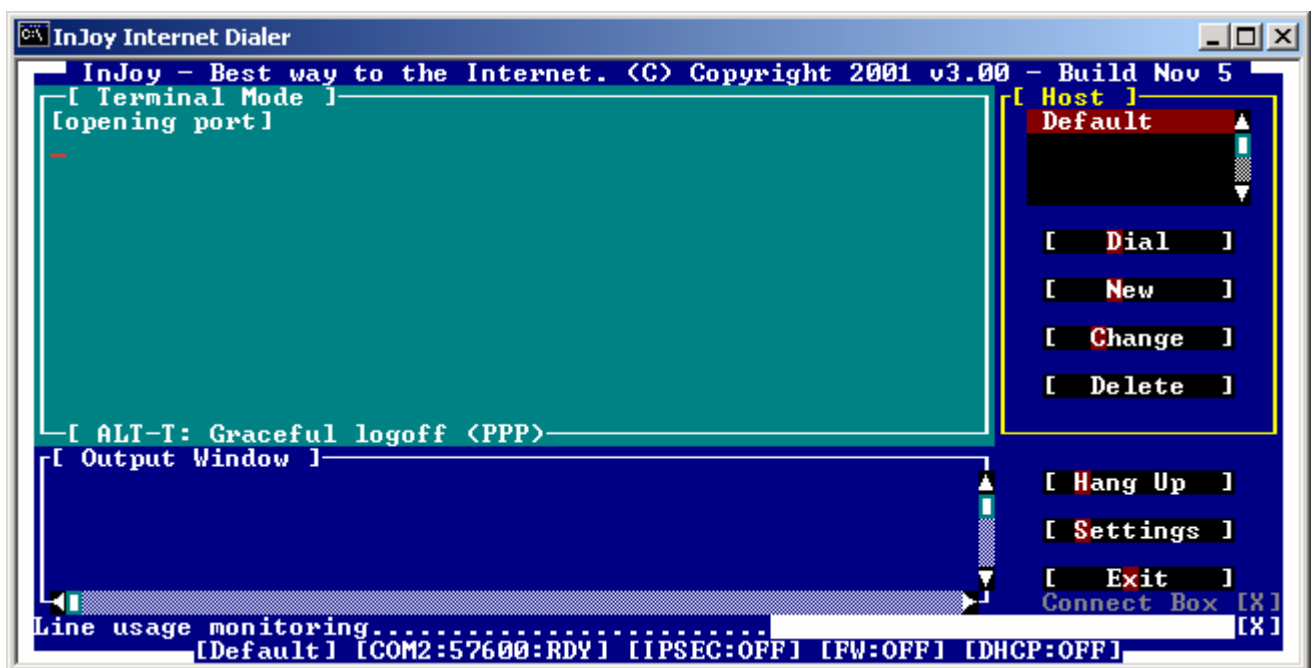 InJoy Internet Dialer
InJoy - Best way to the Internet. (C) Copyright 2001 v3.00 - Build Nov 5
[ Terminal Mode ]
[opening port]
[ ALT-T: Graceful logoff (PPP)
[ Host ]
Default
[ Dial ]
[ New ]
[ Change ]
[ Delete ]
[ Output Window ]
[ Hang Up ]
[ Settings ]
[ Exit ]
Connect Box [X]
Line usage monitoring......................... [X]
[Default] [COM2:57600:RDY] [IPSEC:OFF] [FW:OFF] [DHCP:OFF]